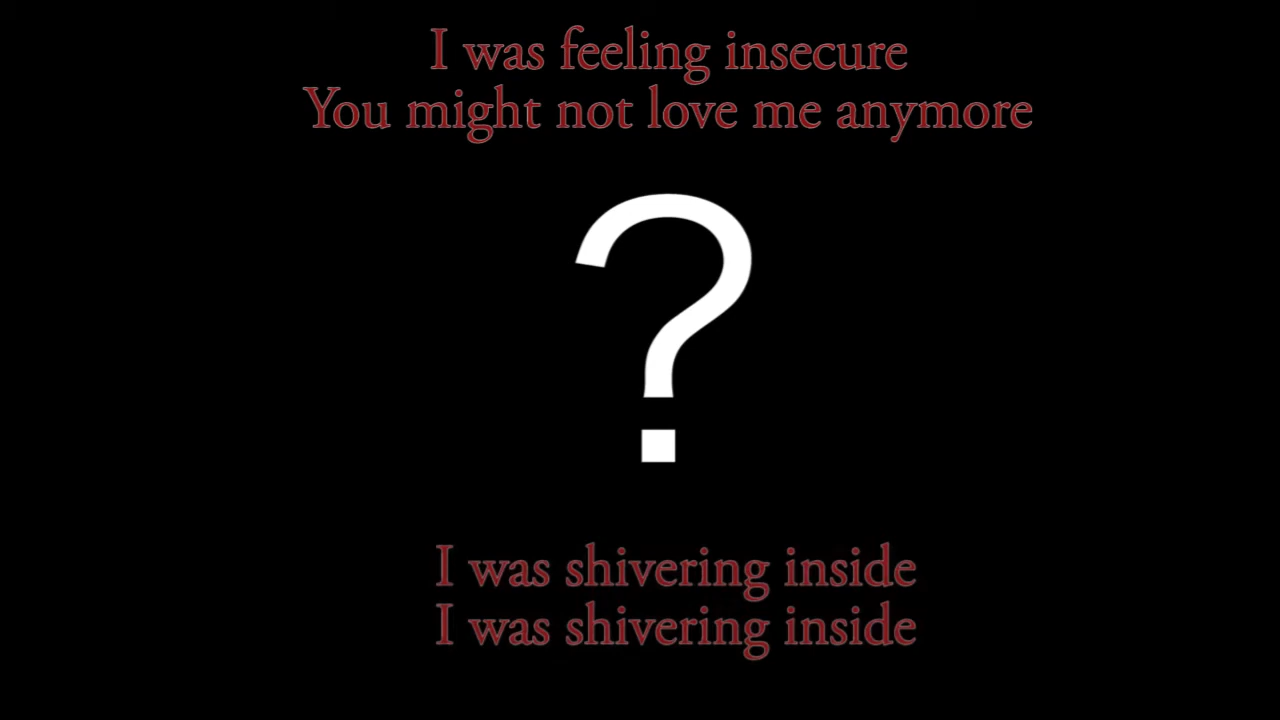 I was feeling insecure
You might not love me anymore
?
I was shivering inside
I was shivering inside